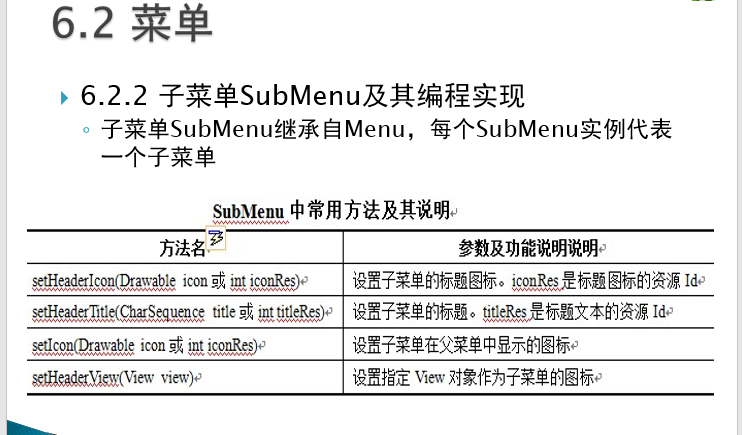 6.2 菜单
6.2.2 子菜单SubMenu及其编程实现
子菜单SubMenu继承自Menu，每个SubMenu实例代表
一个子菜单
SubMenu 中常用方法及其说明
方法名 参数及功能说明说明
setHeaderIcon(Drawable icon 或 int iconRes) 设置子菜单的标题图标。iconRes 是标题图标的资源 Id
setHeaderTitle(CharSequence title 或 int titleRes) 设置子菜单的标题。titleRes 是标题文本的资源 Id
setIcon(Drawable icon 或 int iconRes) 设置子菜单在父菜单中显示的图标
setHeaderView(View view) 设置指定 View 对象作为子菜单的图标